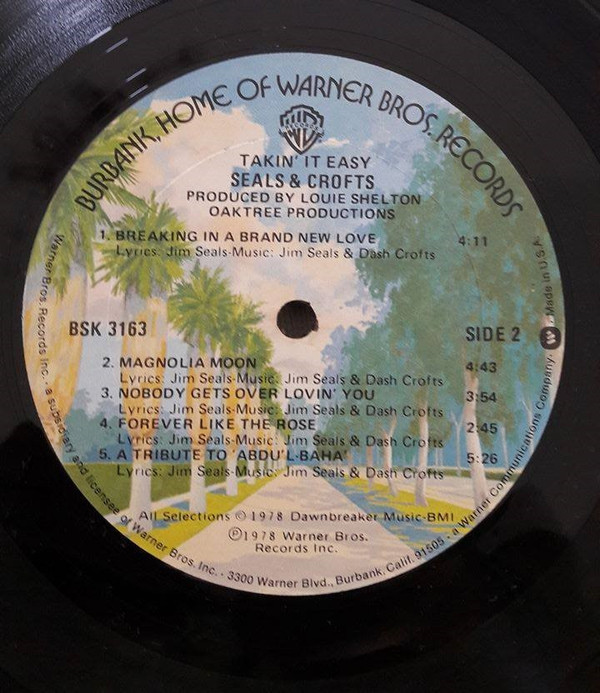 BURBANK, HOME OF WARNER BROS. RECORDS
WB
RECORDS
TAKIN' IT EASY
SEALS & CROFTS
PRODUCED BY LOUIE SHELTON
OAKTREE PRODUCTIONS
1. BREAKING IN A BRAND NEW LOVE 4:11
Lyrics: Jim Seals-Music: Jim Seals & Dash Crofts
BSK 3163 SIDE 2
2. MAGNOLIA MOON 4:43
Lyrics: Jim Seals-Music: Jim Seals & Dash Crofts
3. NOBODY GETS OVER LOVIN' YOU 3:54
Lyrics: Jim Seals-Music: Jim Seals & Dash Crofts
4. FOREVER LIKE THE ROSE 2:45
Lyrics: Jim Seals-Music: Jim Seals & Dash Crofts
5. A TRIBUTE TO 'ABDU'L-BAHA' 5:26
Lyrics: Jim Seals-Music: Jim Seals & Dash Crofts
All Selections © 1978 Dawnbreaker Music-BMI
℗1978 Warner Bros.
Records Inc.
Warner Bros. Records Inc. · a subsidiary and licensee of Warner Bros. Inc. · 3300 Warner Blvd., Burbank, Calif. 91505 · a Warner Communications Company · Made in U.S.A.